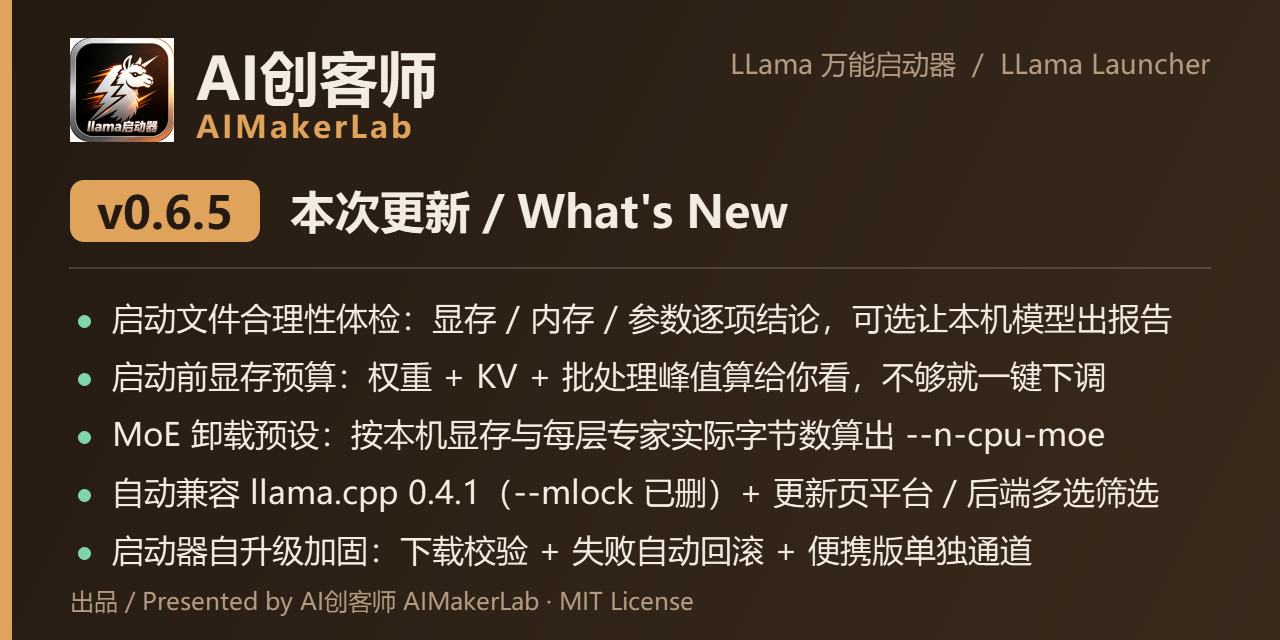 llama启动器
AI创客师
AIMakerLab
LLama 万能启动器 / LLama Launcher
v0.6.5
本次更新 / What's New
启动文件合理性体检：显存 / 内存 / 参数逐项结论，可选让本机模型出报告
启动前显存预算：权重 + KV + 批处理峰值算给你看，不够就一键下调
MoE 卸载预设：按本机显存与每层专家实际字节数算出 --n-cpu-moe
自动兼容 llama.cpp 0.4.1（--mlock 已删）+ 更新页平台 / 后端多选筛选
启动器自升级加固：下载校验 + 失败自动回滚 + 便携版单独通道
出品 / Presented by AI创客师 AIMakerLab · MIT License